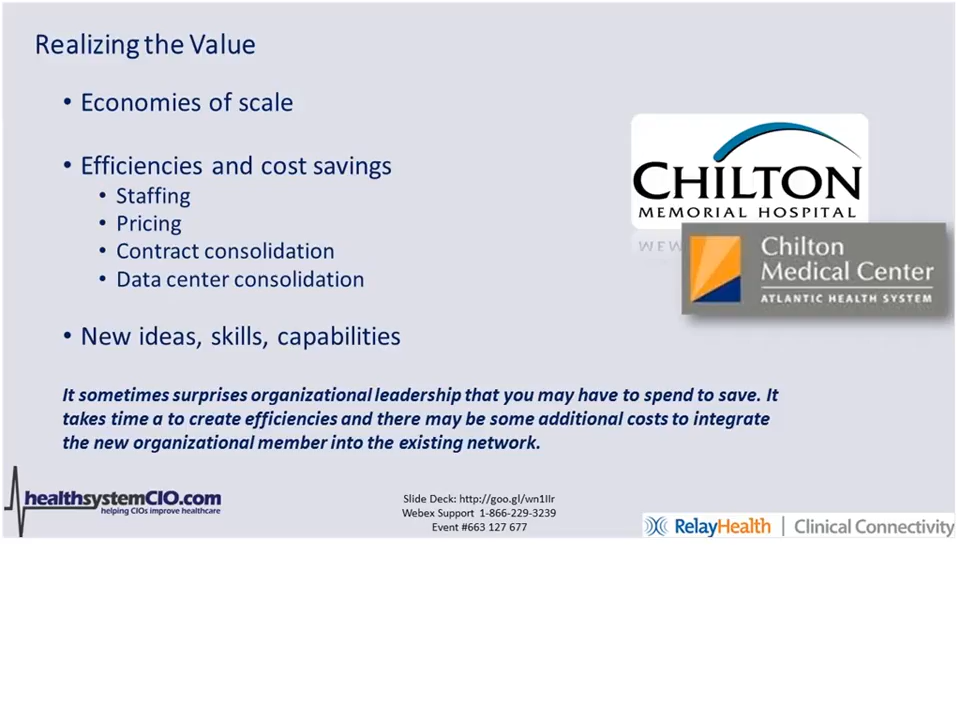 Realizing the Value
• Economies of scale
• Efficiencies and cost savings
• Staffing
• Pricing
• Contract consolidation
• Data center consolidation
• New ideas, skills, capabilities
CHILTON
MEMORIAL HOSPITAL
Chilton
Medical Center
ATLANTIC HEALTH SYSTEM
It sometimes surprises organizational leadership that you may have to spend to save. It
takes time a to create efficiencies and there may be some additional costs to integrate
the new organizational member into the existing network.
healthsystemCIO.com
helping CIOs improve healthcare
Slide Deck: http://goo.gl/wn1IIr
Webex Support 1-866-229-3239
Event #663 127 677
RelayHealth | Clinical Connectivity